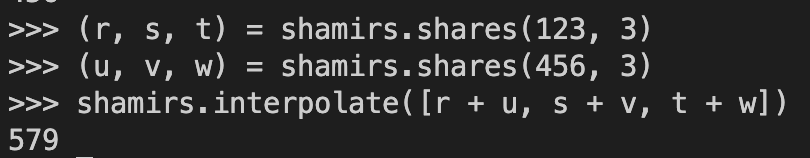 >>> (r, s, t) = shamirs.shares(123, 3)
>>> (u, v, w) = shamirs.shares(456, 3)
>>> shamirs.interpolate([r + u, s + v, t + w])
579